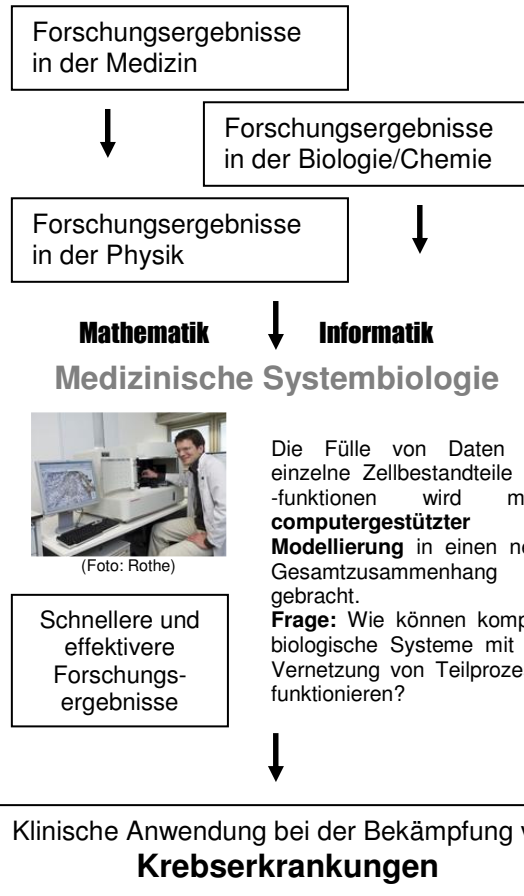 Forschungsergebnisse
in der Medizin
Forschungsergebnisse
in der Biologie/Chemie
Forschungsergebnisse
in der Physik
Mathematik Informatik
Medizinische Systembiologie
(Foto: Rothe)
Schnellere und
effektivere
Forschungs-
ergebnisse
Die Fülle von Daten
einzelne Zellbestandteile
-funktionen wird
computergestützter
Modellierung in einen
Gesamtzusammenhang
gebracht.
Frage: Wie können
biologische Systeme mit
Vernetzung von
funktionieren?
Klinische Anwendung bei der Bekämpfung
Krebserkrankungen